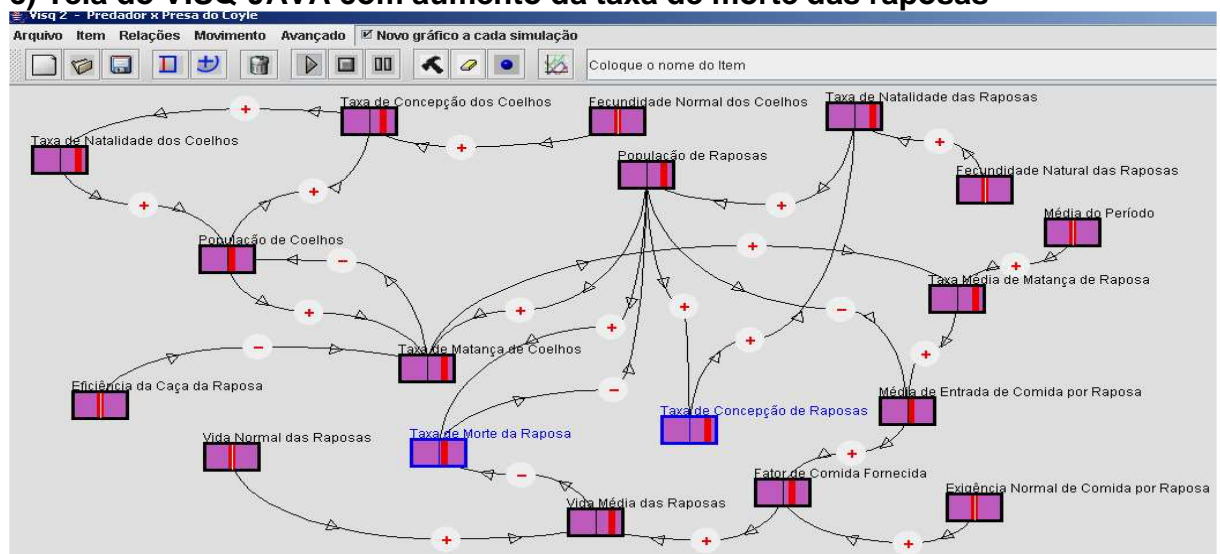 c) Tela do VISQ-JAVA com aumento da taxa de morte das raposas
Visq 2 - Predador x Presa do Coyle
Arquivo Item Relações Movimento Avançado Novo gráfico a cada simulação
Coloque o nome do Item
Taxa de Concepção dos Coelhos
Fecundidade Normal dos Coelhos
Taxa de Natalidade das Raposas
+
Taxa de Natalidade dos Coelhos
+
+
População de Raposas
Fecundidade Natural das Raposas
+
+
+
Média do Período
População de Coelhos
+
−
+
Taxa Média de Matança de Raposa
+
+
+
+
−
+
−
Taxa de Matança de Coelhos
+
Eficiência da Caça da Raposa
−
Média de Entrada de Comida por Raposa
Taxa de Concepção de Raposas
Vida Normal das Raposas
Taxa de Morte da Raposa
+
−
Fator de Comida Fornecida
Exigência Normal de Comida por Raposa
Vida Média das Raposas
+
+
+